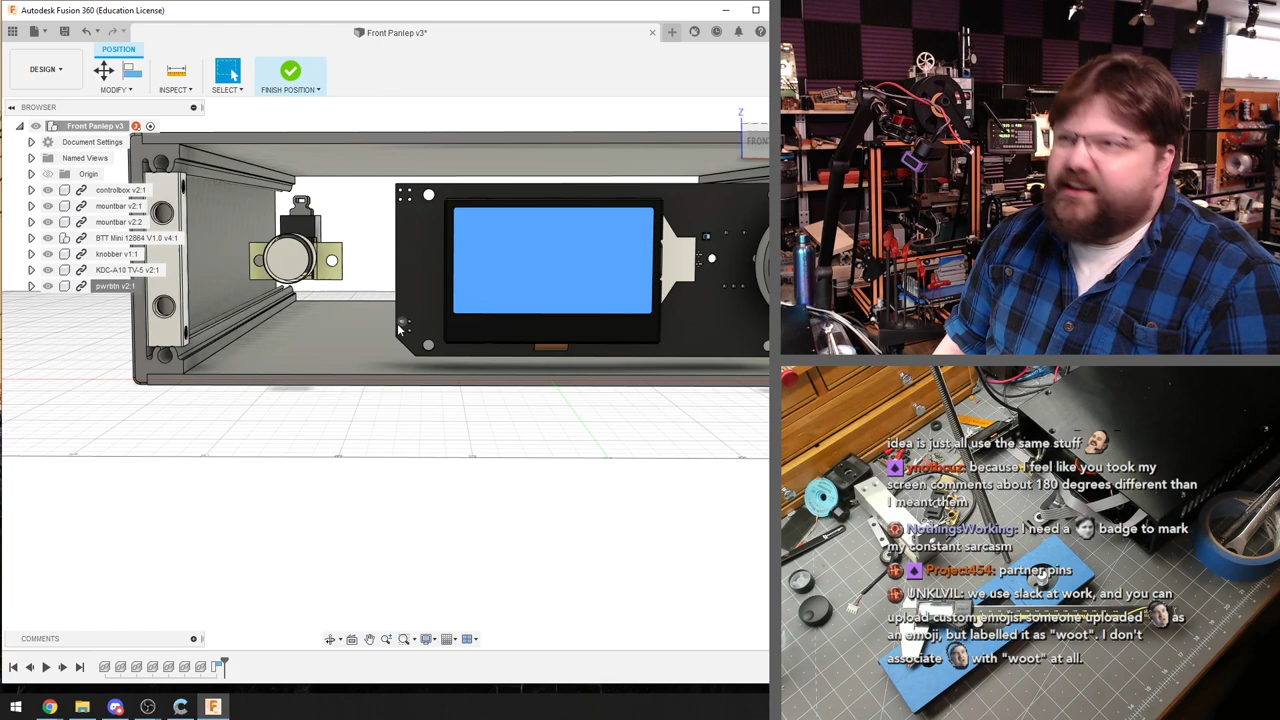 Autodesk Fusion 360 (Education License)
Front Panlep v3*
POSITION
DESIGN
MODIFY
INSPECT
SELECT
FINISH POSITION
BROWSER
Front Panlep v3
Document Settings
Named Views
Origin
controlbox v2:1
mountbar v2:1
mountbar v2:2
BTT Mini 12864 V1.0 v4:1
knobber v1:1
KDC-A10 TV-5 v2:1
pwrbtn v2:1
Z
FRONT
COMMENTS
idea is just all use the same stuff
ynotbguz: because I feel like you took my
screen comments about 180 degrees different than
I meant them
NothingsWorking: I need a badge to mark
my constant sarcasm
Project454: partner pins
UNKLVIL: we use slack at work, and you can
upload custom emojis! someone uploaded as
an emoji, but labelled it as "woot". I don't
associate with "woot" at all.